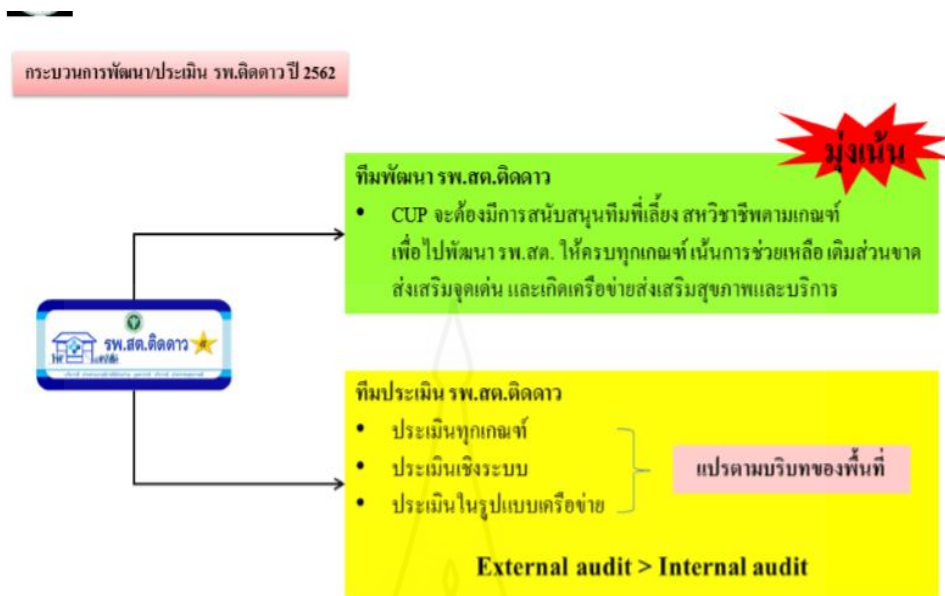 กระบวนการพัฒนา/ประเมิน รพ.ติดดาว ปี 2562
มุ่งเน้น
ทีมพัฒนา รพ.สต.ติดดาว
• CUP จะต้องมีการสนับสนุนทีมพี่เลี้ยง สหวิชาชีพตามเกณฑ์
เพื่อไปพัฒนา รพ.สต. ให้ครบทุกเกณฑ์ เน้นการช่วยเหลือ เติมส่วนขาด
ส่งเสริมจุดเด่น และเกิดเครือข่ายส่งเสริมสุขภาพและบริการ
รพ.สต.ติดดาว
ทีมประเมิน รพ.สต.ติดดาว
• ประเมินทุกเกณฑ์
• ประเมินเชิงระบบ
• ประเมินในรูปแบบเครือข่าย
แปรตามบริบทของพื้นที่
External audit > Internal audit